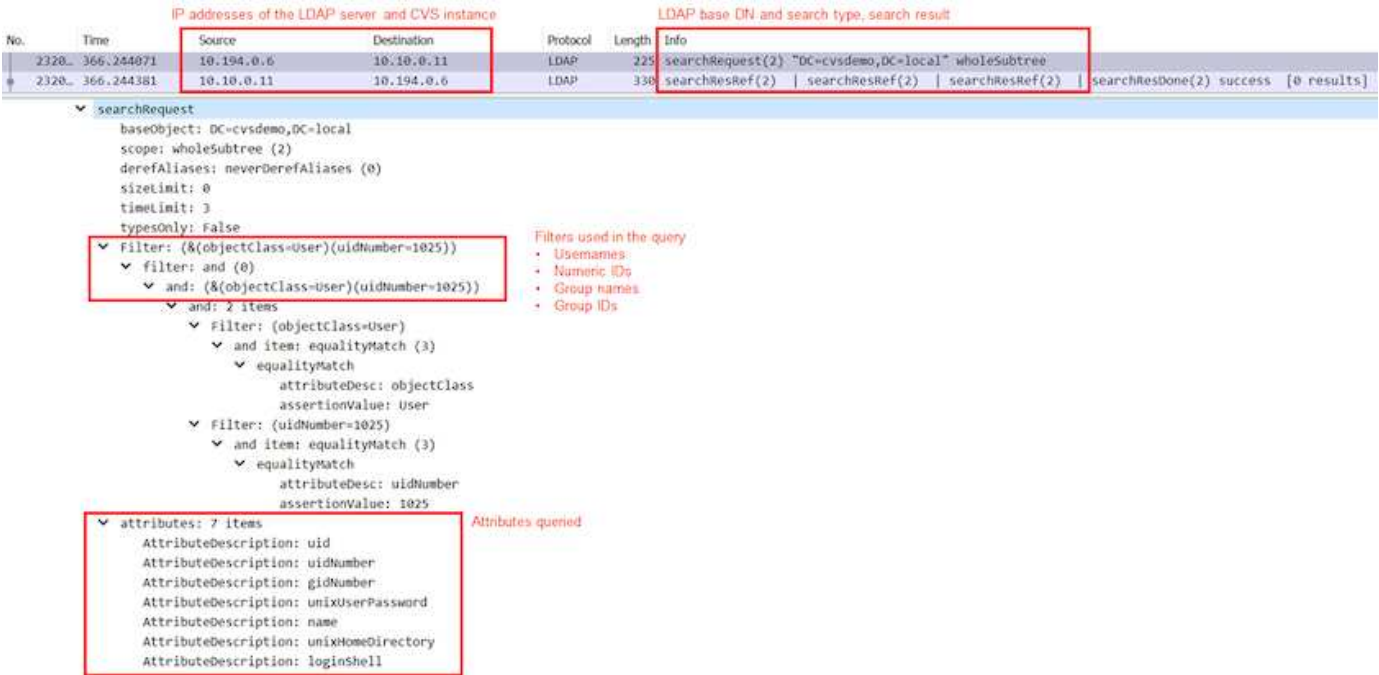 IP addresses of the LDAP server and CVS instance
LDAP base DN and search type, search result
No. Time Source Destination Protocol Length Info
2320… 366.244071 10.194.0.6 10.10.0.11 LDAP 225 searchRequest(2) "DC=cvsdemo,DC=local" wholeSubtree
2320… 366.244381 10.10.0.11 10.194.0.6 LDAP 330 searchResRef(2) | searchResRef(2) | searchResRef(2) | searchResDone(2) success [0 results]
searchRequest
baseObject: DC=cvsdemo,DC=local
scope: wholeSubtree (2)
derefAliases: neverDerefAliases (0)
sizeLimit: 0
timeLimit: 3
typesOnly: False
Filter: (&(objectClass=User)(uidNumber=1025))
filter: and (0)
and: (&(objectClass=User)(uidNumber=1025))
Filters used in the query
• Usernames
• Numeric IDs
• Group names
• Group IDs
and: 2 items
Filter: (objectClass=User)
and item: equalityMatch (3)
equalityMatch
attributeDesc: objectClass
assertionValue: User
Filter: (uidNumber=1025)
and item: equalityMatch (3)
equalityMatch
attributeDesc: uidNumber
assertionValue: 1025
attributes: 7 items
Attributes queried
AttributeDescription: uid
AttributeDescription: uidNumber
AttributeDescription: gidNumber
AttributeDescription: unixUserPassword
AttributeDescription: name
AttributeDescription: unixHomeDirectory
AttributeDescription: loginShell